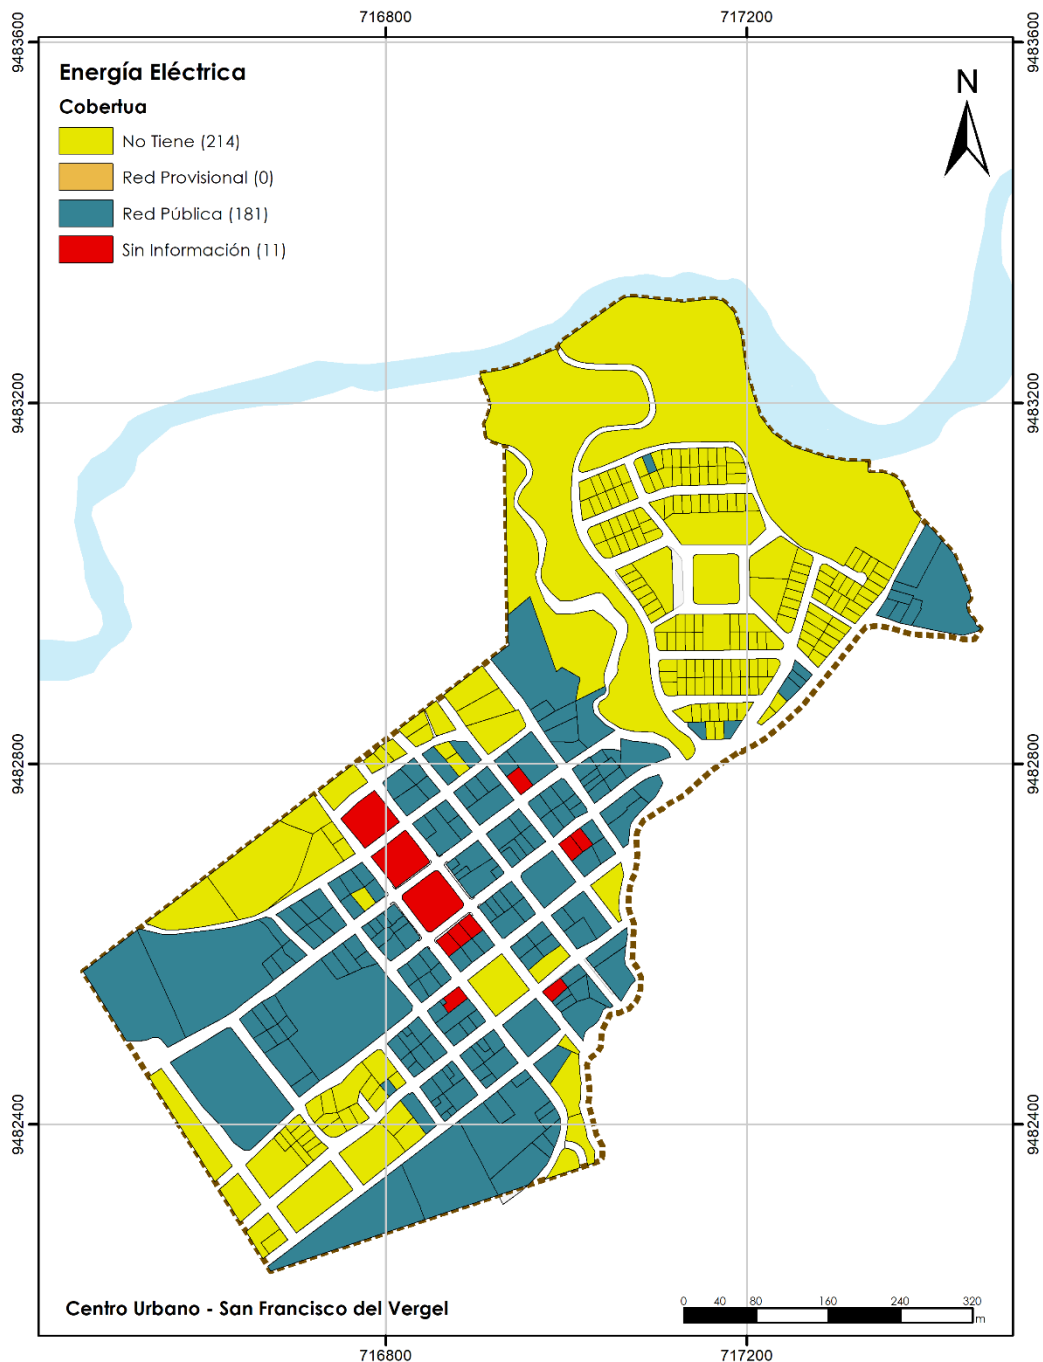 716800 717200
9483600 9483600
Energía Eléctrica
Cobertua
No Tiene (214)
Red Provisional (0)
Red Pública (181)
Sin Información (11)
N
9483200 9483200
9482800 9482800
9482400 9482400
Centro Urbano - San Francisco del Vergel
0 40 80 160 240 320
m
716800 717200